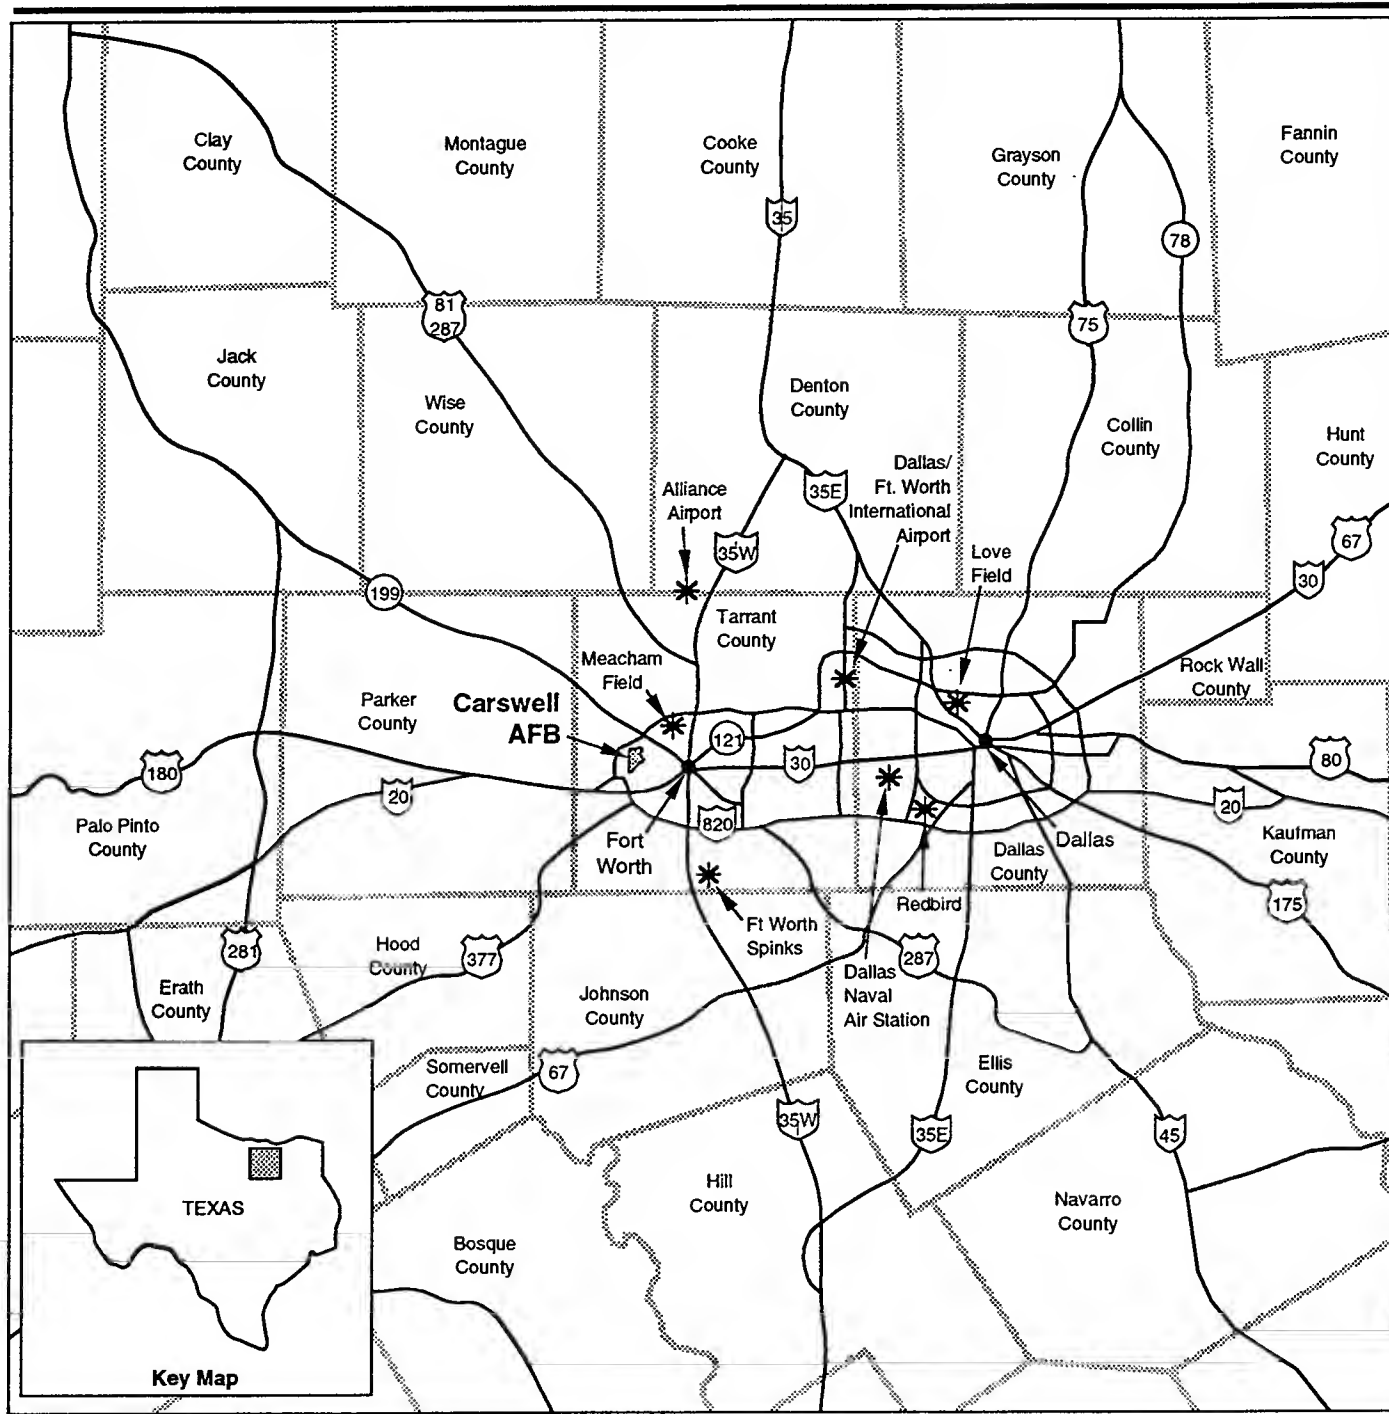 Clay
County
Montague
County
Cooke
County
Grayson
County
Fannin
County
35
78
81
287
75
Jack
County
Wise
County
Denton
County
Collin
County
Hunt
County
Dallas/
Ft. Worth
International
Airport
35E
Alliance
Airport
35W
Love
Field
67
30
199
Tarrant
County
Meacham
Field
Rock Wall
County
Parker
County
Carswell
AFB
121
30
180
20
80
20
820
Palo Pinto
County
Fort
Worth
Dallas
County
Dallas
Kaufman
County
Redbird
175
Ft Worth
Spinks
281
Hood
County
377
287
Erath
County
Johnson
County
Dallas
Naval
Air Station
Somervell
County
67
Ellis
County
35W
35E
45
TEXAS
Hill
County
Navarro
County
Bosque
County
Key Map